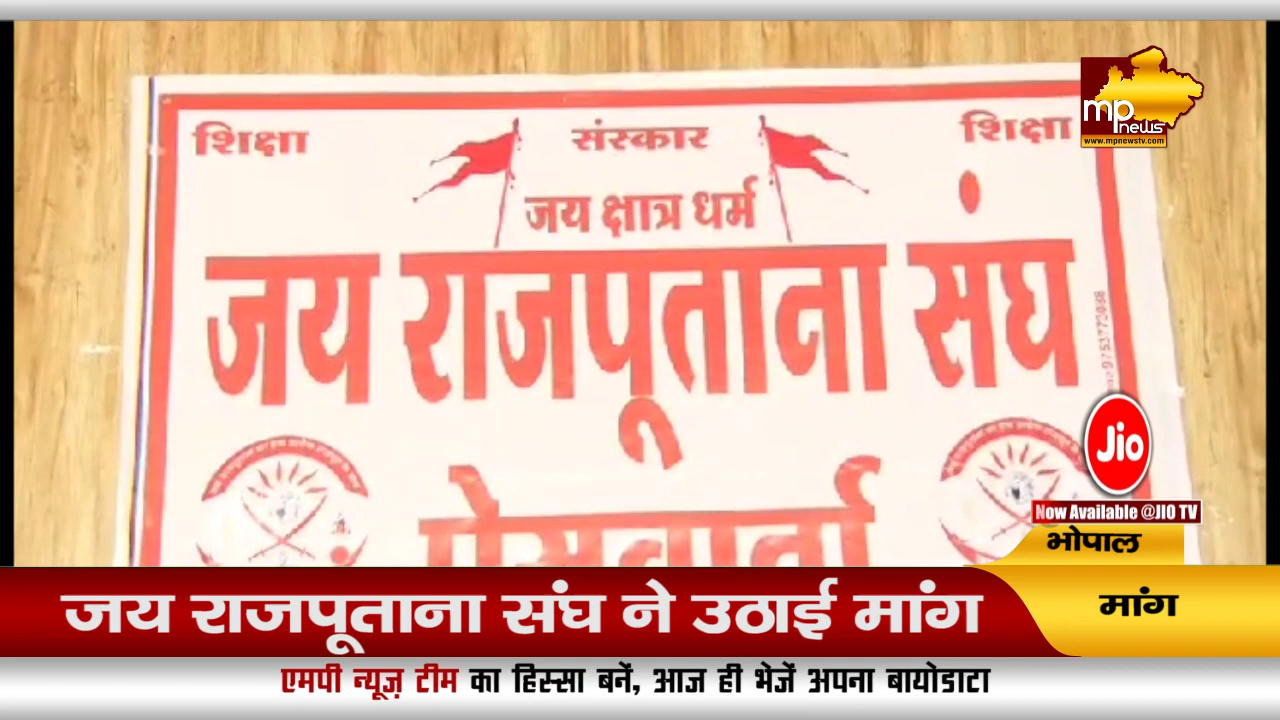 शिक्षा संस्कार शिक्षा
जय क्षात्र धर्म
जय राजपूताना संघ
mp news
www.mpnewstv.com
Jio
Now Available @JIO TV
भोपाल
जय राजपूताना संघ ने उठाई मांग
मांग
एमपी न्यूज़ टीम का हिस्सा बनें, आज ही भेजें अपना बायोडाटा